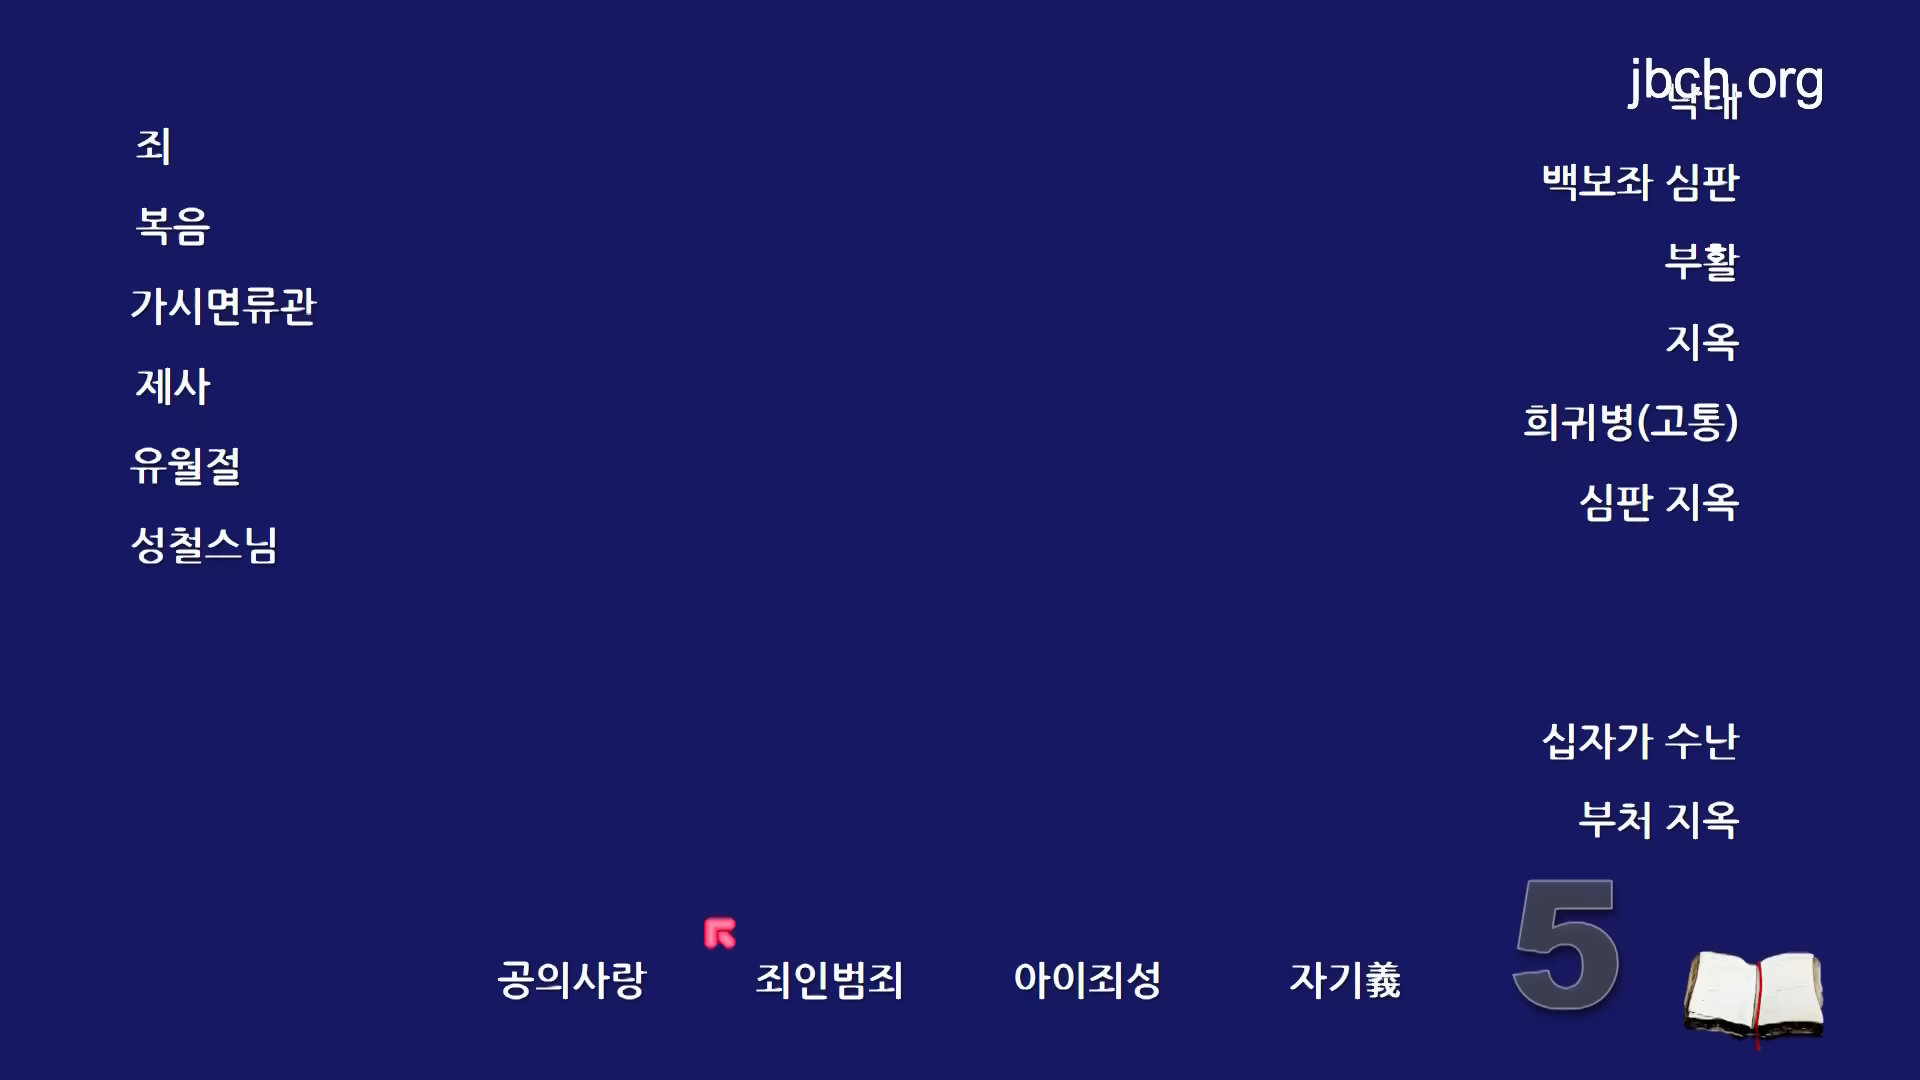 jbch.org
죄
복음
가시면류관
제사
유월절
성철스님
낙태
백보좌 심판
부활
지옥
희귀병(고통)
심판 지옥
십자가 수난
부처 지옥
공의사랑
죄인범죄
아이죄성
자기義
5